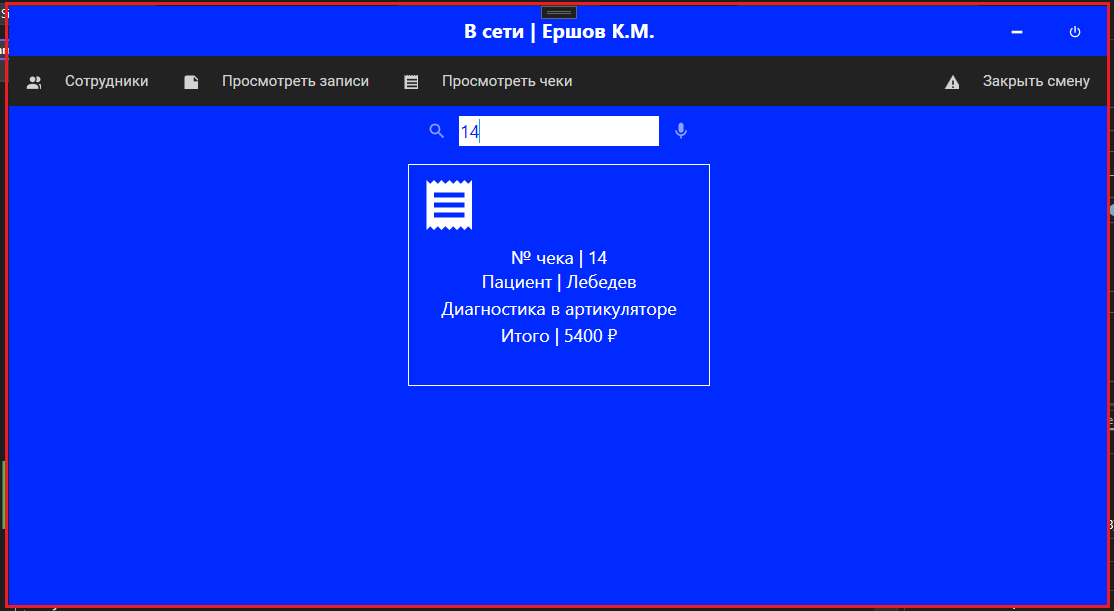 В сети | Ершов К.М.
Сотрудники
Просмотреть записи
Просмотреть чеки
Закрыть смену
14
№ чека | 14
Пациент | Лебедев
Диагностика в артикуляторе
Итого | 5400 ₽